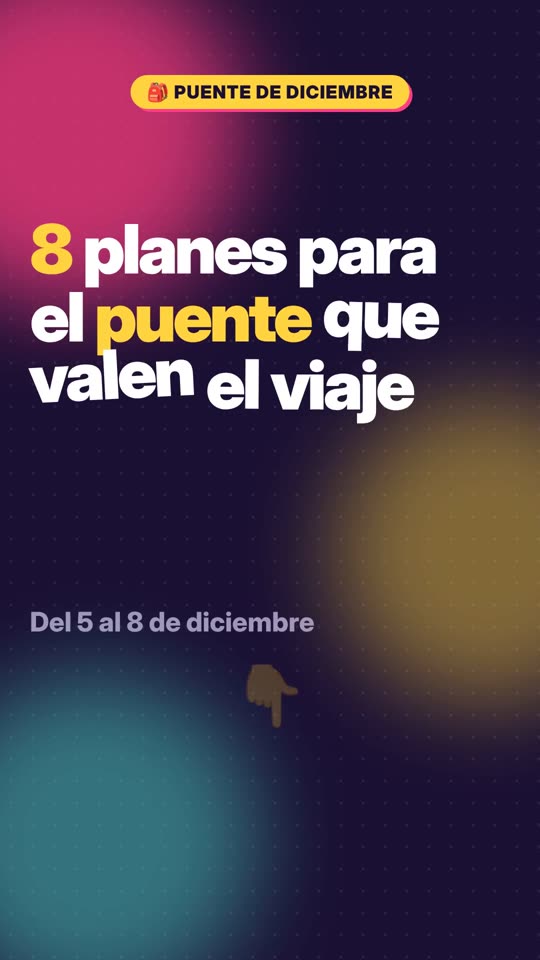 🎒 PUENTE DE DICIEMBRE
8 planes para
el puente que
valen el viaje
Del 5 al 8 de diciembre